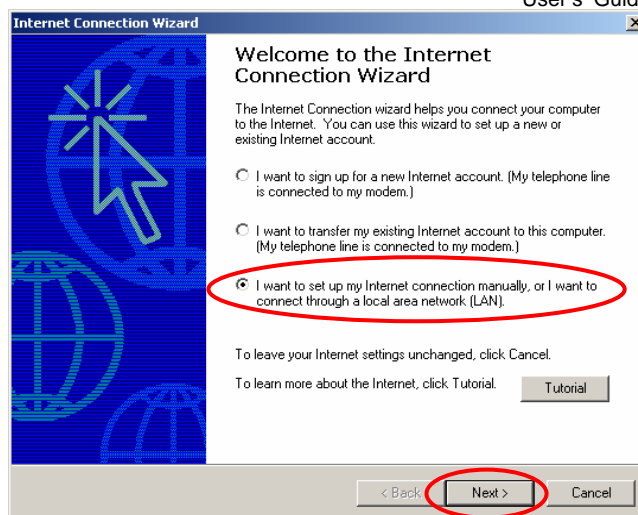 User's Guid
Internet Connection Wizard
Welcome to the Internet
Connection Wizard
The Internet Connection wizard helps you connect your computer
to the Internet. You can use this wizard to set up a new or
existing Internet account.
I want to sign up for a new Internet account. (My telephone line
is connected to my modem.)
I want to transfer my existing Internet account to this computer.
(My telephone line is connected to my modem.)
I want to set up my Internet connection manually, or I want to
connect through a local area network (LAN).
To leave your Internet settings unchanged, click Cancel.
To learn more about the Internet, click Tutorial.
Tutorial
< Back
Next >
Cancel